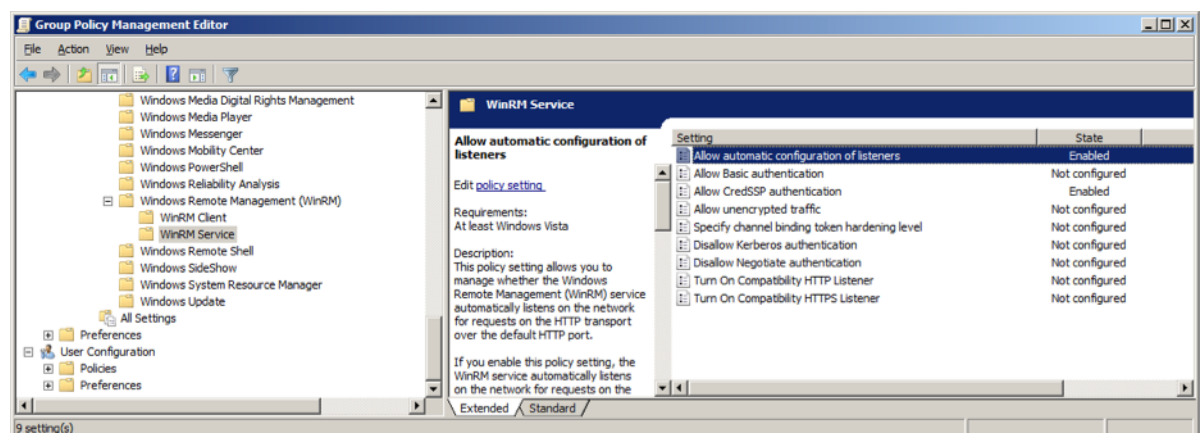 Group Policy Management Editor
File Action View Help
Windows Media Digital Rights Management
Windows Media Player
Windows Messenger
Windows Mobility Center
Windows PowerShell
Windows Reliability Analysis
Windows Remote Management (WinRM)
WinRM Client
WinRM Service
Windows Remote Shell
Windows SideShow
Windows System Resource Manager
Windows Update
All Settings
Preferences
User Configuration
Policies
Preferences
WinRM Service
Allow automatic configuration of
listeners
Edit policy setting
Requirements:
At least Windows Vista
Description:
This policy setting allows you to
manage whether the Windows
Remote Management (WinRM) service
automatically listens on the network
for requests on the HTTP transport
over the default HTTP port.
If you enable this policy setting, the
WinRM service automatically listens
on the network for requests on the
Setting State
Allow automatic configuration of listeners Enabled
Allow Basic authentication Not configured
Allow CredSSP authentication Enabled
Allow unencrypted traffic Not configured
Specify channel binding token hardening level Not configured
Disallow Kerberos authentication Not configured
Disallow Negotiate authentication Not configured
Turn On Compatibility HTTP Listener Not configured
Turn On Compatibility HTTPS Listener Not configured
Extended Standard
9 setting(s)